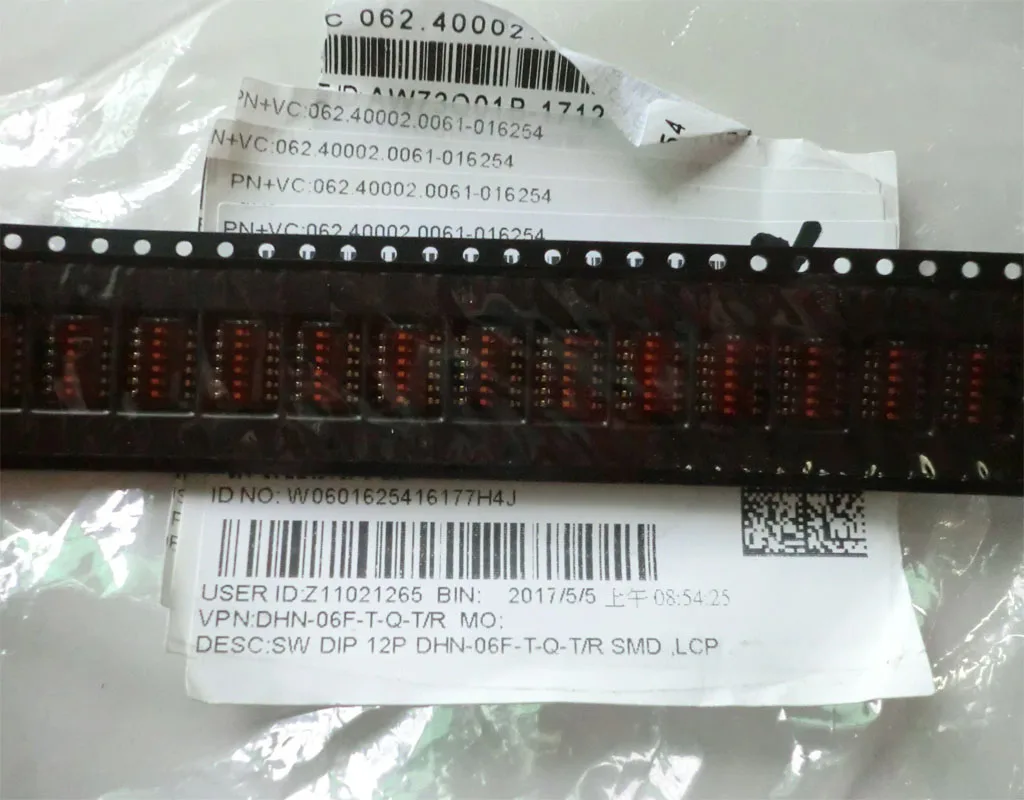 C 062.40002.
PN+VC:062.40002.0061-016254
N+VC:062.40002.0061-016254
PN+VC:062.40002.0061-016254
PN+VC:062.40002.0061-016254
54
ID NO: W0601625416177H4J
USER ID:Z11021265 BIN: 2017/5/5 上午 08:54:25
VPN:DHN-06F-T-Q-T/R MO:
DESC:SW DIP 12P DHN-06F-T-Q-T/R SMD ,LCP